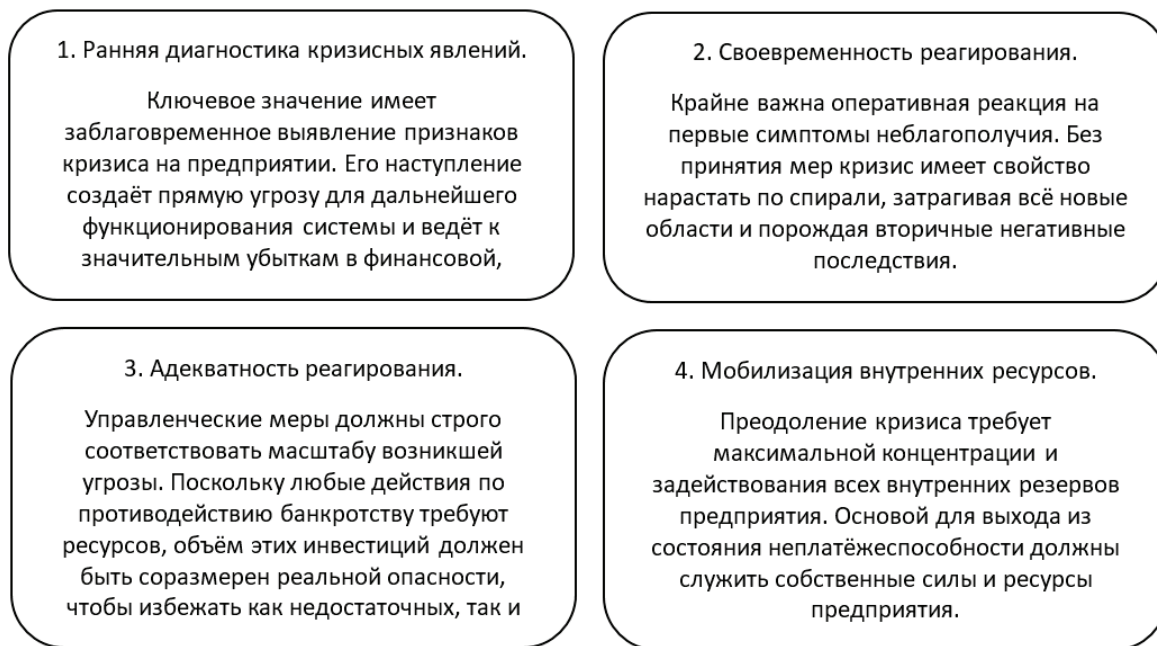 1. Ранняя диагностика кризисных явлений.
Ключевое значение имеет
заблаговременное выявление признаков
кризиса на предприятии. Его наступление
создаёт прямую угрозу для дальнейшего
функционирования системы и ведёт к
значительным убыткам в финансовой,
2. Своевременность реагирования.
Крайне важна оперативная реакция на
первые симптомы неблагополучия. Без
принятия мер кризис имеет свойство
нарастать по спирали, затрагивая всё новые
области и порождая вторичные негативные
последствия.
3. Адекватность реагирования.
Управленческие меры должны строго
соответствовать масштабу возникшей
угрозы. Поскольку любые действия по
противодействию банкротству требуют
ресурсов, объём этих инвестиций должен
быть соразмерен реальной опасности,
чтобы избежать как недостаточных, так и
4. Мобилизация внутренних ресурсов.
Преодоление кризиса требует
максимальной концентрации и
задействования всех внутренних резервов
предприятия. Основой для выхода из
состояния неплатёжеспособности должны
служить собственные силы и ресурсы
предприятия.